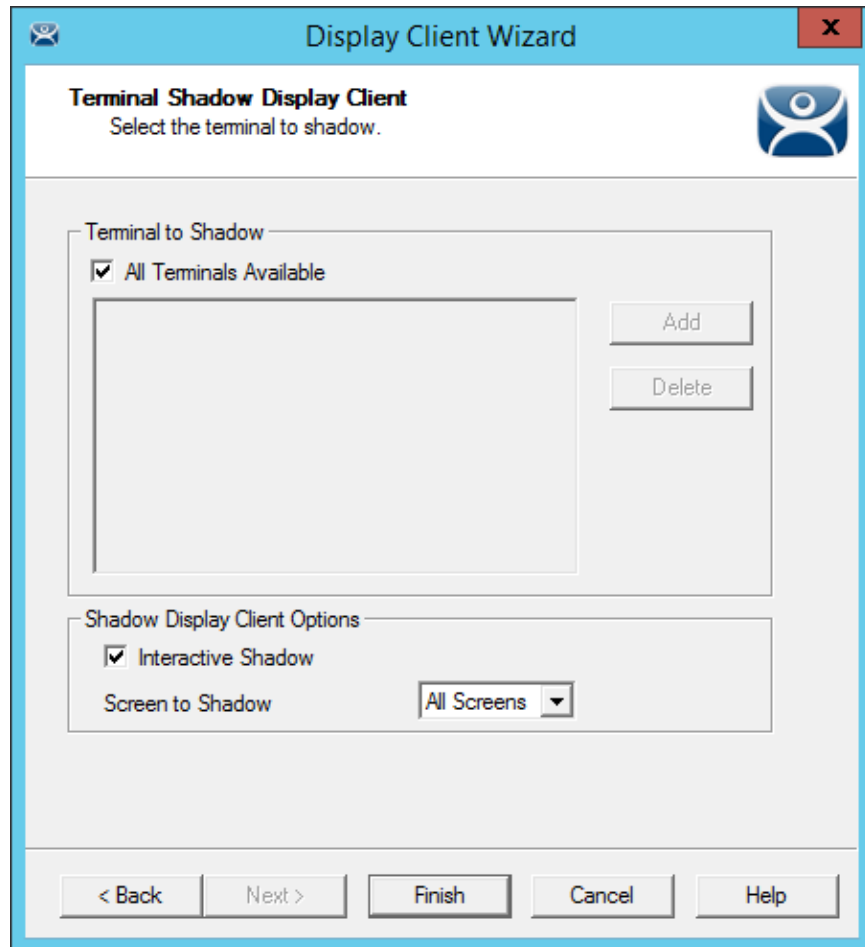 Display Client Wizard
x
Terminal Shadow Display Client
Select the terminal to shadow.
Terminal to Shadow
All Terminals Available
Add
Delete
Shadow Display Client Options
Interactive Shadow
Screen to Shadow All Screens
< Back Next > Finish Cancel Help